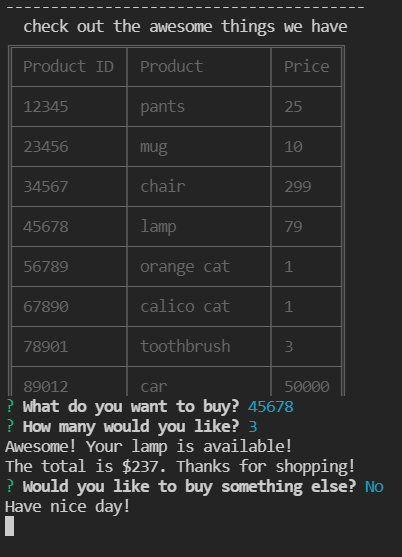 ----------------------------------------
check out the awesome things we have
Product ID Product Price
12345 pants 25
23456 mug 10
34567 chair 299
45678 lamp 79
56789 orange cat 1
67890 calico cat 1
78901 toothbrush 3
89012 car 50000
? What do you want to buy? 45678
? How many would you like? 3
Awesome! Your lamp is available!
The total is $237. Thanks for shopping!
? Would you like to buy something else? No
Have nice day!